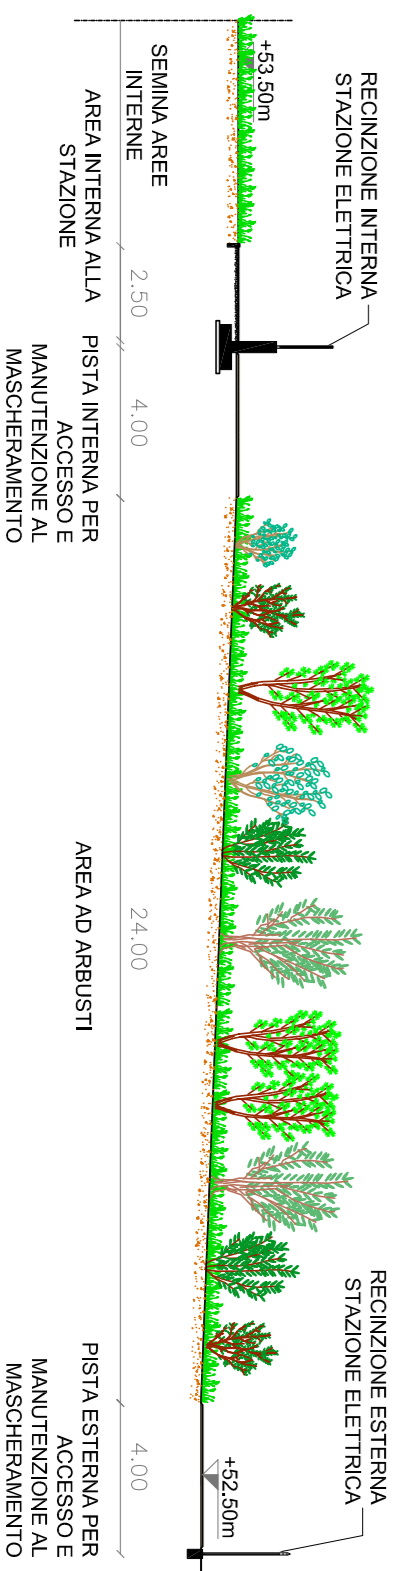 RECINZIONE INTERNA
STAZIONE ELETTRICA
RECINZIONE ESTERNA
STAZIONE ELETTRICA
+53.50m
+52.50m
2.50
4.00
24.00
4.00
SEMINA AREE
INTERNE
AREA INTERNA ALLA
STAZIONE
PISTA INTERNA PER
ACCESSO E
MANUTENZIONE AL
MASCHERAMENTO
AREA AD ARBUSTI
PISTA ESTERNA PER
ACCESSO E
MANUTENZIONE AL
MASCHERAMENTO